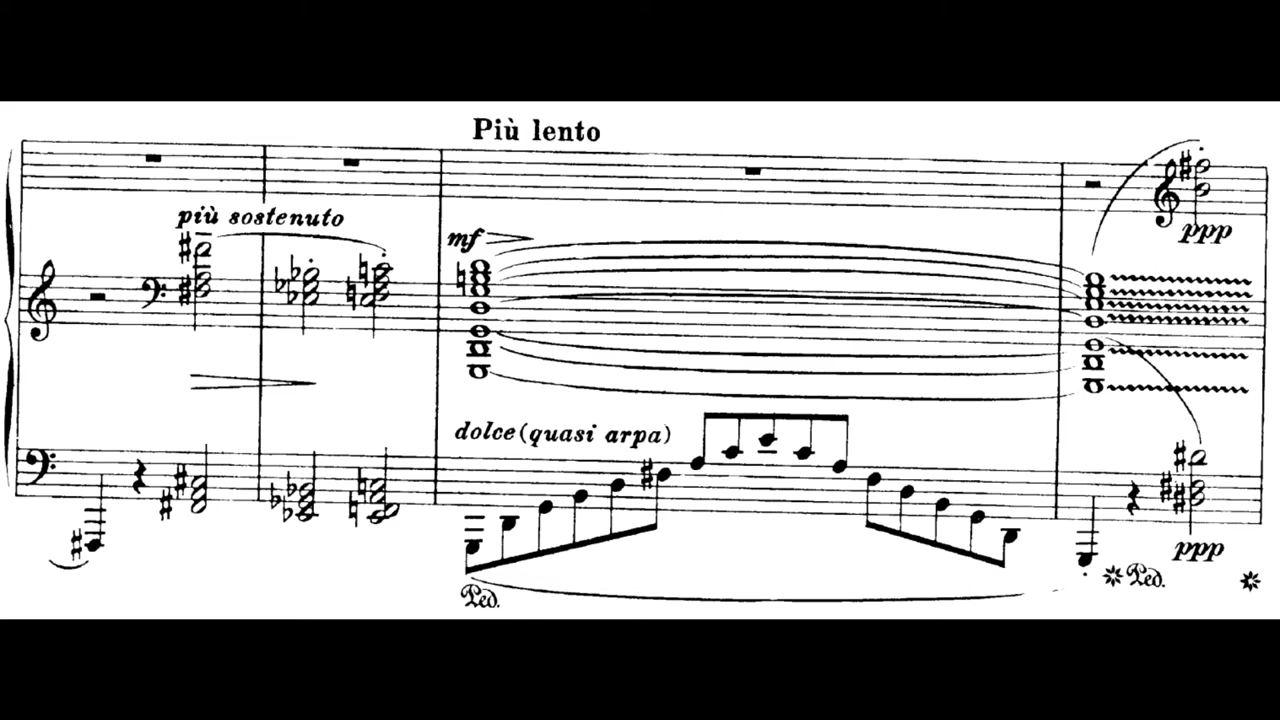 Più lento
più sostenuto
mf
ppp
dolce (quasi arpa)
ppp
Ped.
Ped.